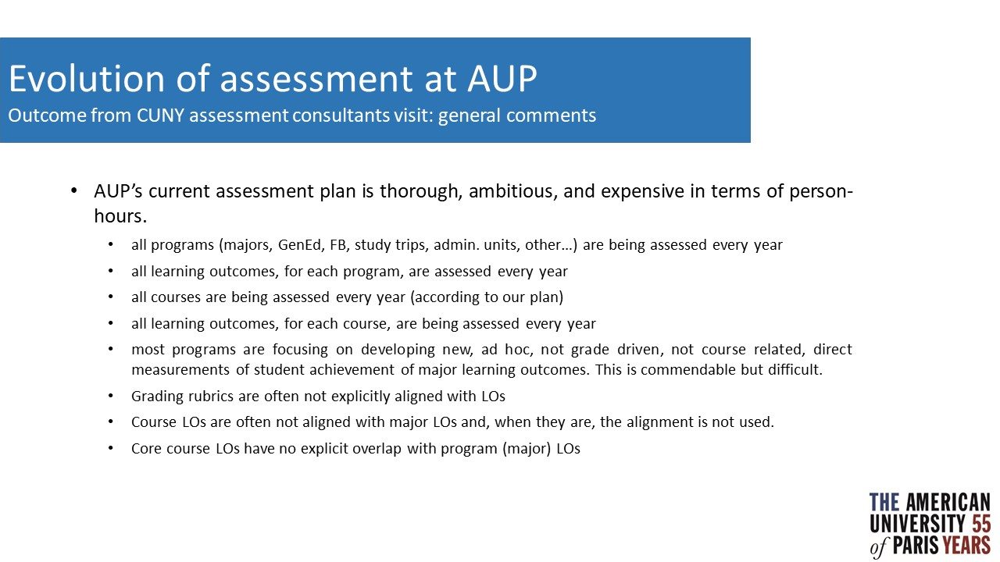 Evolution of assessment at AUP
Outcome from CUNY assessment consultants visit: general comments
• AUP’s current assessment plan is thorough, ambitious, and expensive in terms of person-
hours.
• all programs (majors, GenEd, FB, study trips, admin. units, other…) are being assessed every year
• all learning outcomes, for each program, are assessed every year
• all courses are being assessed every year (according to our plan)
• all learning outcomes, for each course, are being assessed every year
• most programs are focusing on developing new, ad hoc, not grade driven, not course related, direct
measurements of student achievement of major learning outcomes. This is commendable but difficult.
• Grading rubrics are often not explicitly aligned with LOs
• Course LOs are often not aligned with major LOs and, when they are, the alignment is not used.
• Core course LOs have no explicit overlap with program (major) LOs
THE AMERICAN
UNIVERSITY 55
of PARIS YEARS